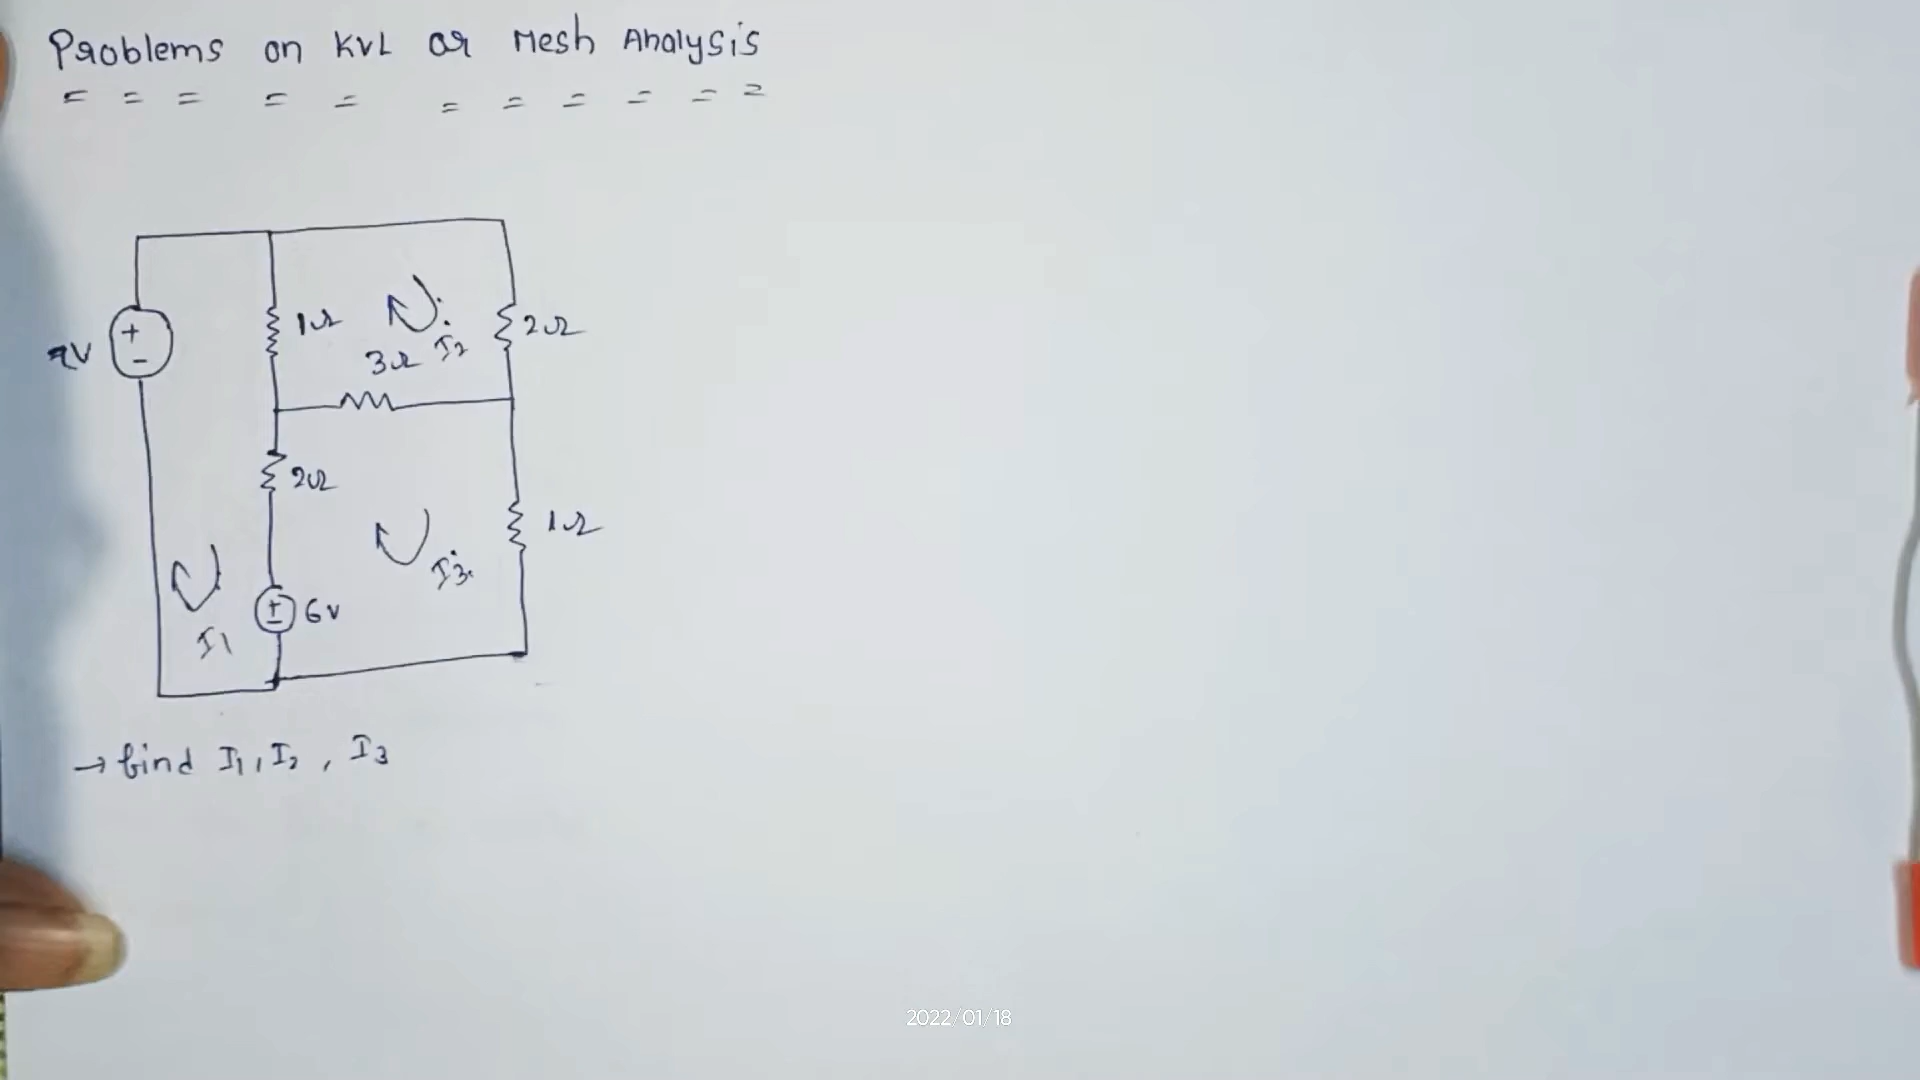 Problems on KVL or Mesh Analysis
1Ω
2Ω
3Ω I2
+
-
2Ω
1Ω
I3
+
-
6v
I1
→ find I1, I2, I3
2022/01/18